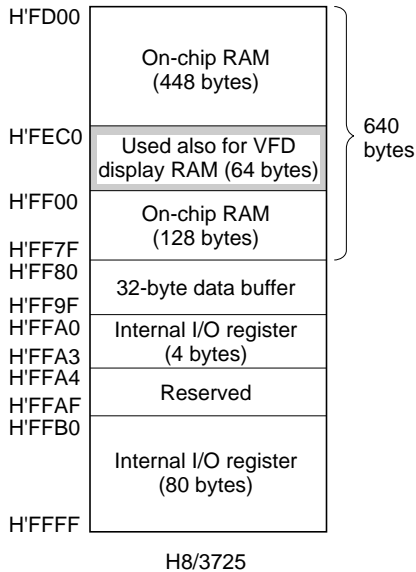 H'FD00
On-chip RAM
(448 bytes)
640
bytes
H'FEC0
Used also for VFD
display RAM (64 bytes)
H'FF00
On-chip RAM
(128 bytes)
H'FF7F
H'FF80
32-byte data buffer
H'FF9F
H'FFA0
Internal I/O register
(4 bytes)
H'FFA3
H'FFA4
Reserved
H'FFAF
H'FFB0
Internal I/O register
(80 bytes)
H'FFFF
H8/3725